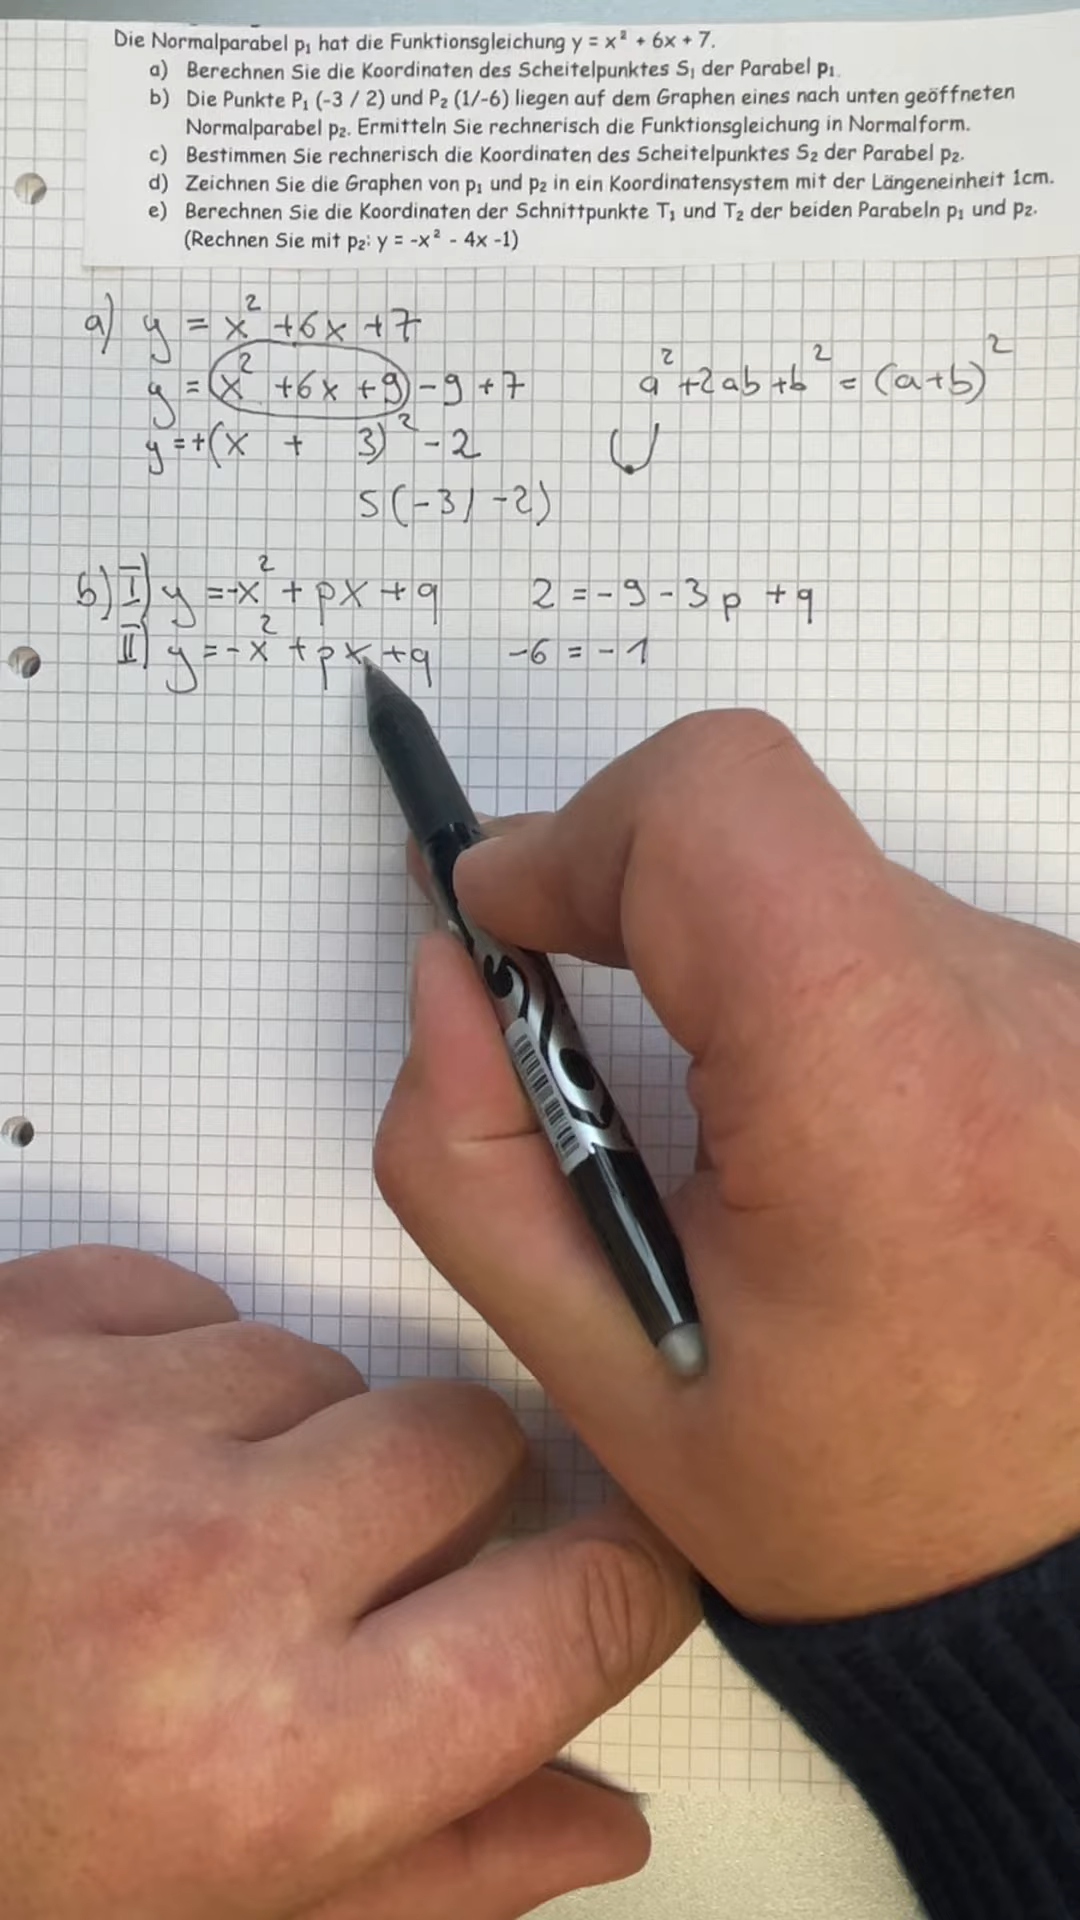 Die Normalparabel p₁ hat die Funktionsgleichung y = x² + 6x + 7.
a) Berechnen Sie die Koordinaten des Scheitelpunktes S₁ der Parabel p₁.
b) Die Punkte P₁ (-3 / 2) und P₂ (1/-6) liegen auf dem Graphen eines nach unten geöffneten
Normalparabel p₂. Ermitteln Sie rechnerisch die Funktionsgleichung in Normalform.
c) Bestimmen Sie rechnerisch die Koordinaten des Scheitelpunktes S₂ der Parabel p₂.
d) Zeichnen Sie die Graphen von p₁ und p₂ in ein Koordinatensystem mit der Längeneinheit 1cm.
e) Berechnen Sie die Koordinaten der Schnittpunkte T₁ und T₂ der beiden Parabeln p₁ und p₂.
(Rechnen Sie mit p₂: y = -x² - 4x -1)
a) y = x² +6x +7
y = x² +6x +9 -9 +7
a² +2ab +b² = (a+b)²
y = +(x + 3)² -2
S(-3/-2)
b) I) y = -x² + px + q 2 = -9 -3p +q
II) y = -x² + px + q -6 = -1